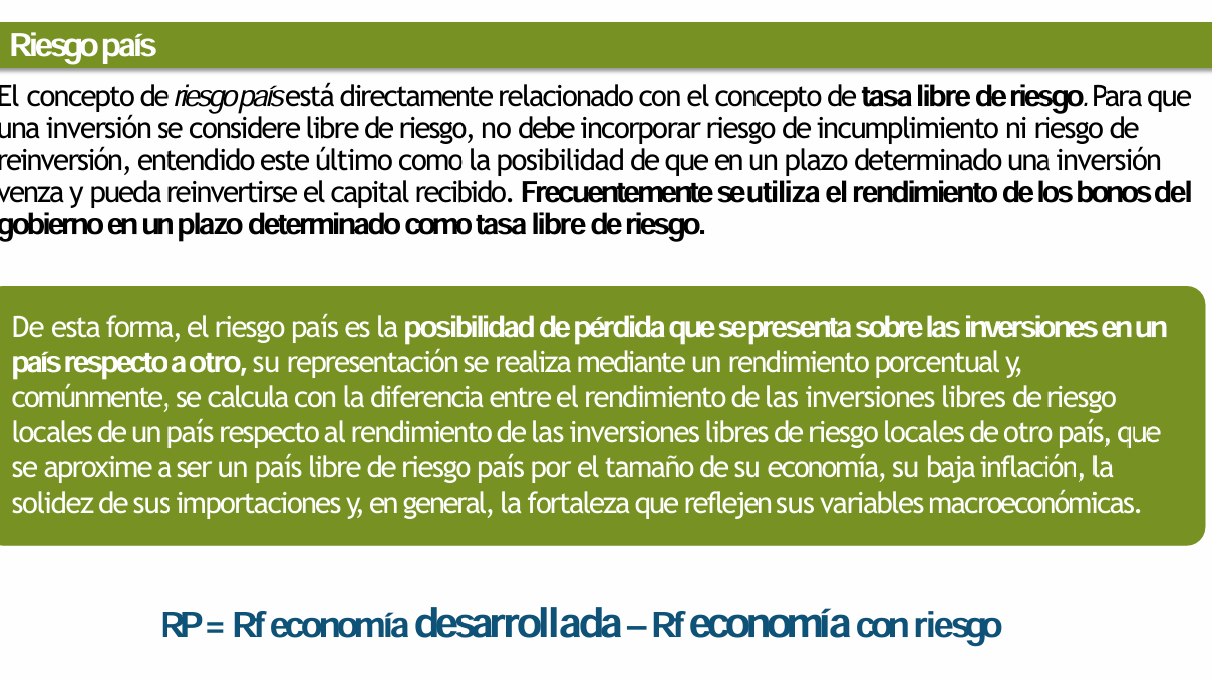 Riesgo país
El concepto de riesgo país está directamente relacionado con el concepto de tasa libre de riesgo. Para que
una inversión se considere libre de riesgo, no debe incorporar riesgo de incumplimiento ni riesgo de
reinversión, entendido este último como la posibilidad de que en un plazo determinado una inversión
venza y pueda reinvertirse el capital recibido. Frecuentemente se utiliza el rendimiento de los bonos del
gobierno en un plazo determinado como tasa libre de riesgo.
De esta forma, el riesgo país es la posibilidad de pérdida que se presenta sobre las inversiones en un
país respecto a otro, su representación se realiza mediante un rendimiento porcentual y,
comúnmente, se calcula con la diferencia entre el rendimiento de las inversiones libres de riesgo
locales de un país respecto al rendimiento de las inversiones libres de riesgo locales de otro país, que
se aproxime a ser un país libre de riesgo país por el tamaño de su economía, su baja inflación, la
solidez de sus importaciones y, en general, la fortaleza que reflejen sus variables macroeconómicas.
RP = Rf economía desarrollada – Rf economía con riesgo